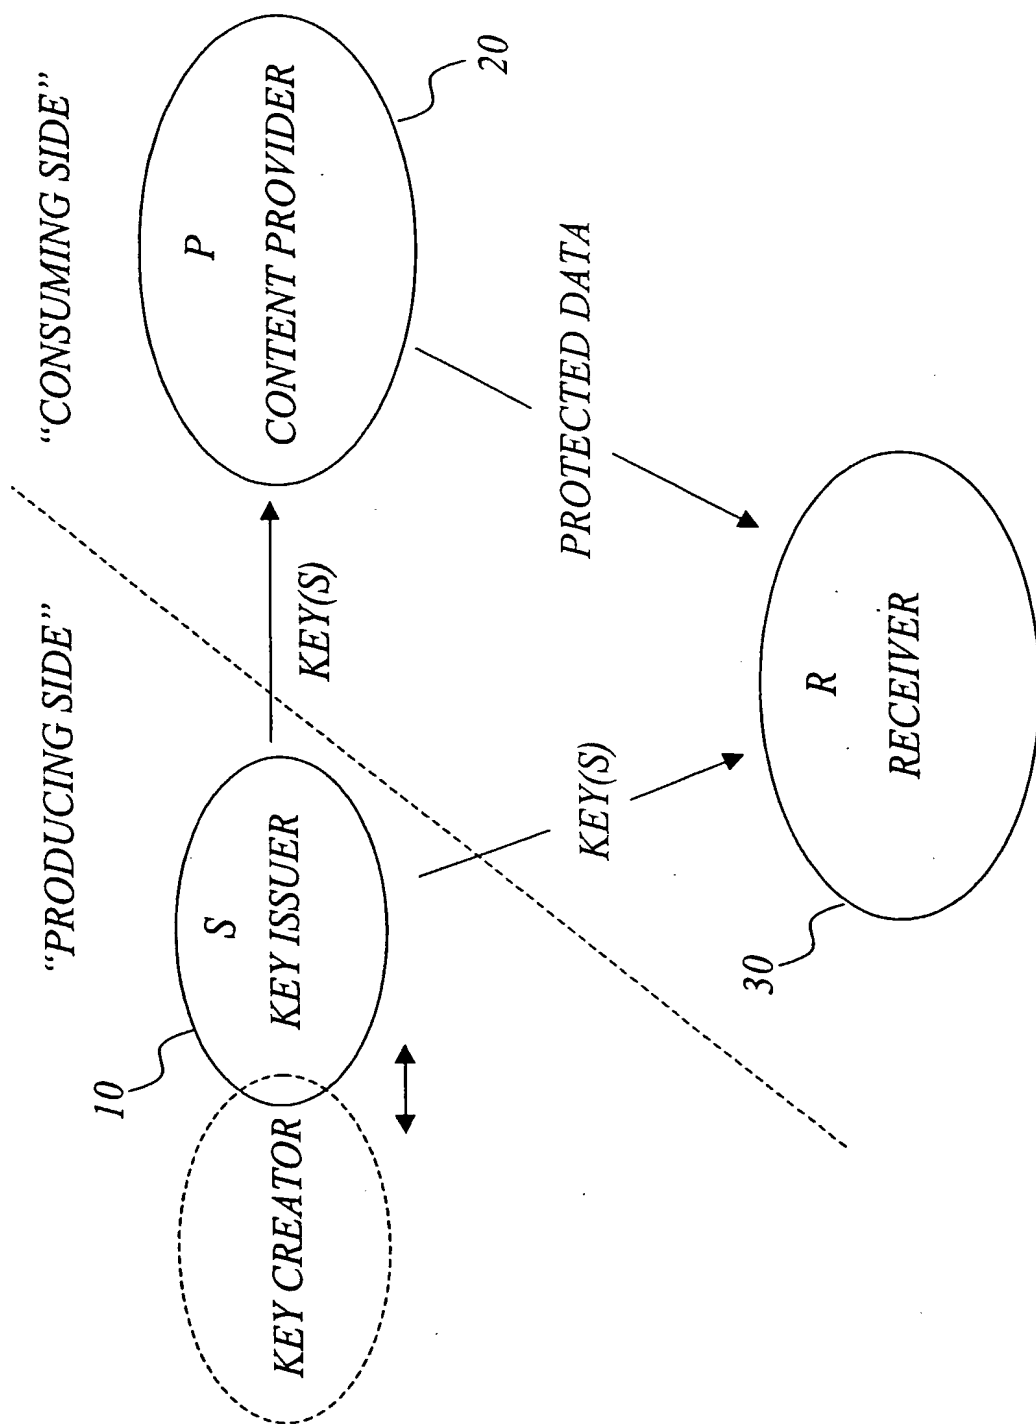 “PRODUCING SIDE”
“CONSUMING SIDE”
10
KEY CREATOR
S
KEY ISSUER
KEY(S)
P
CONTENT PROVIDER
20
KEY(S)
PROTECTED DATA
30
R
RECEIVER